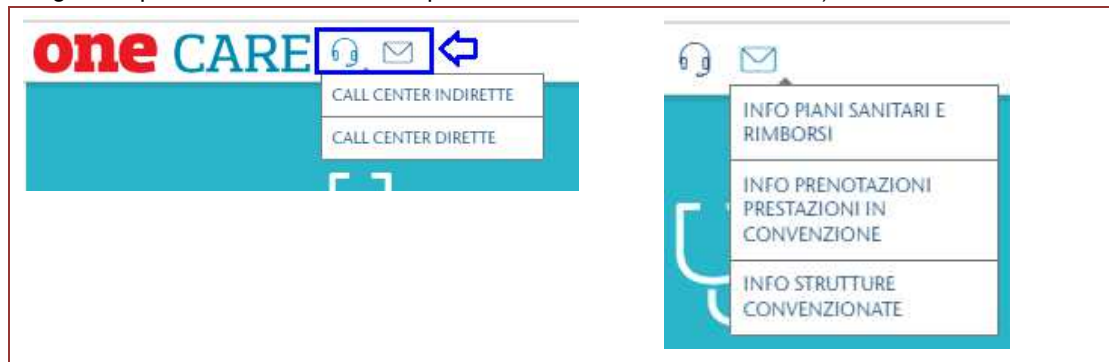 one CARE
CALL CENTER INDIRETTE
CALL CENTER DIRETTE
INFO PIANI SANITARI E
RIMBORSI
INFO PRENOTAZIONI
PRESTAZIONI IN
CONVENZIONE
INFO STRUTTURE
CONVENZIONATE